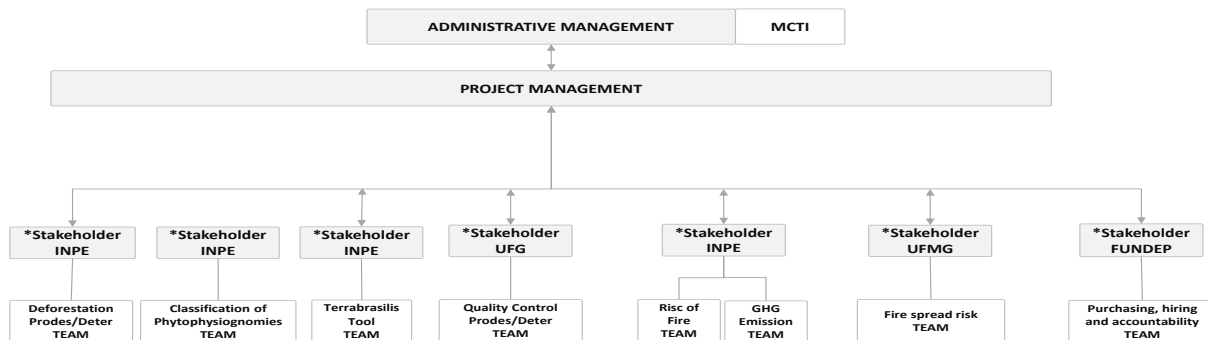 ADMINISTRATIVE MANAGEMENT
MCTI
PROJECT MANAGEMENT
*Stakeholder
INPE
*Stakeholder
INPE
*Stakeholder
INPE
*Stakeholder
UFG
*Stakeholder
INPE
*Stakeholder
UFMG
*Stakeholder
FUNDEP
Deforestation
Prodes/Deter
TEAM
Classification of
Phytophysiognomies
TEAM
Terrabrasilis
Tool
TEAM
Quality Control
Prodes/Deter
TEAM
Risc of
Fire
TEAM
GHG
Emission
TEAM
Fire spread risk
TEAM
Purchasing, hiring
and accountability
TEAM